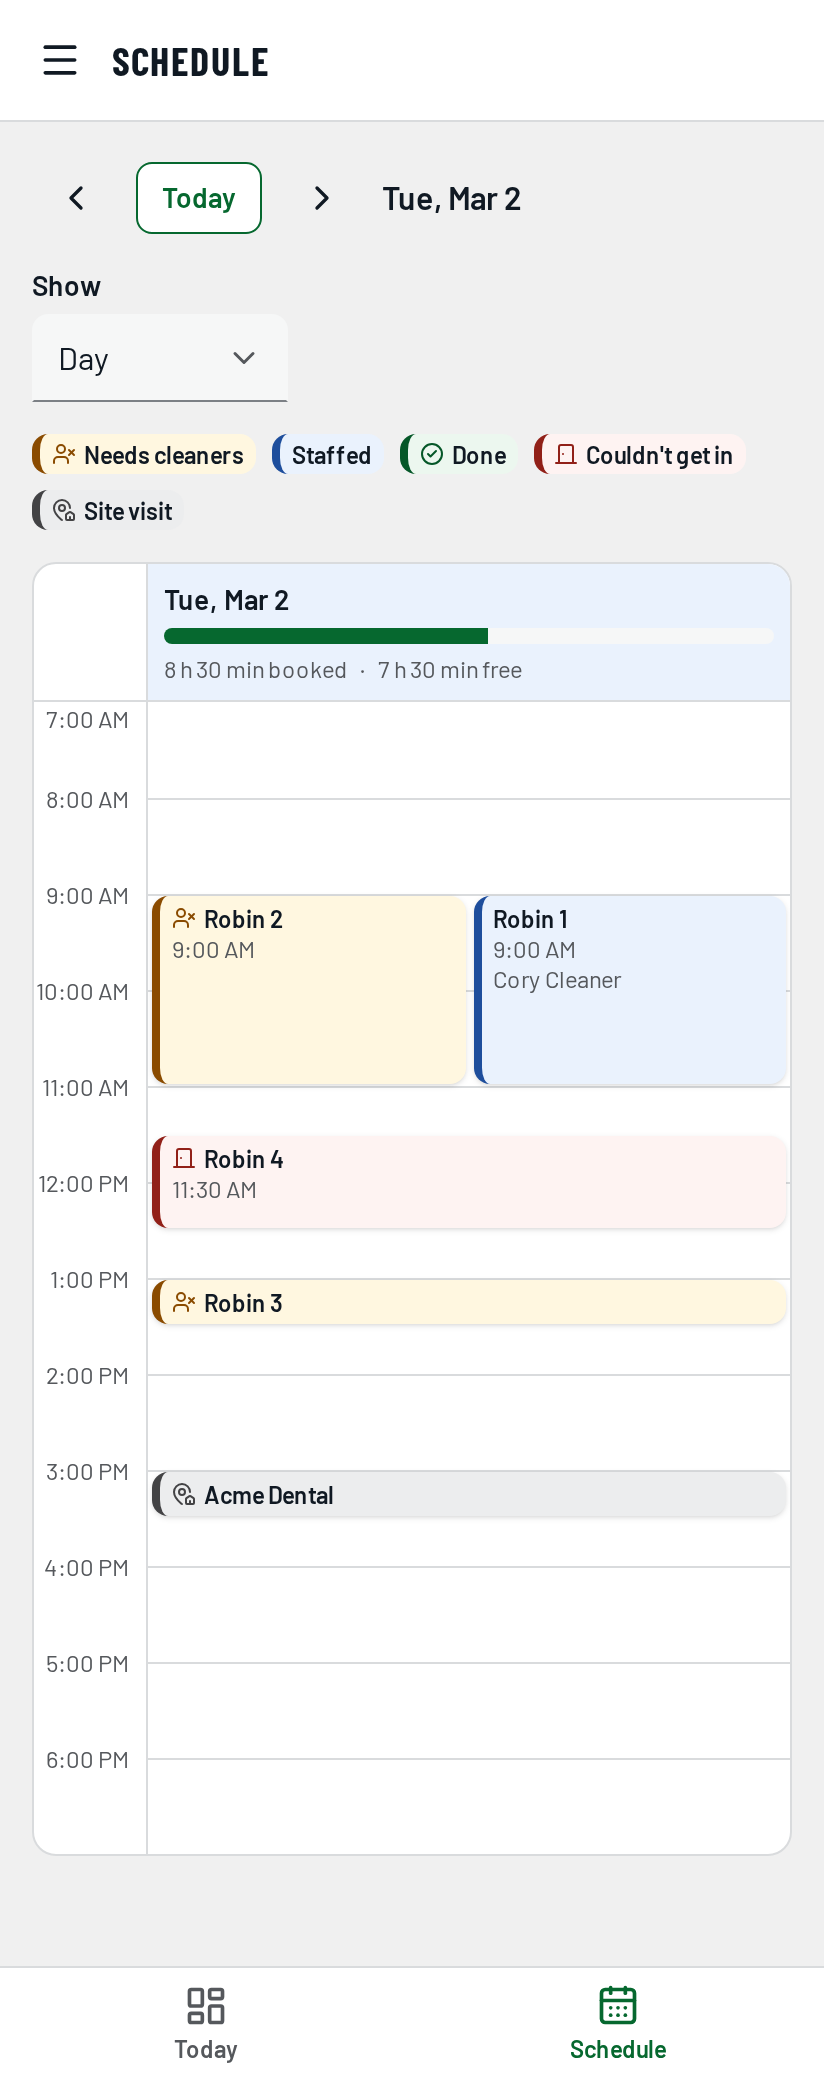 SCHEDULE
Today
Tue, Mar 2
Show
Day
Needs cleaners
Staffed
Done
Couldn't get in
Site visit
Tue, Mar 2
8 h 30 min booked · 7 h 30 min free
7:00 AM
8:00 AM
9:00 AM
Robin 2
9:00 AM
Robin 1
9:00 AM
Cory Cleaner
10:00 AM
11:00 AM
Robin 4
11:30 AM
12:00 PM
1:00 PM
Robin 3
2:00 PM
3:00 PM
Acme Dental
4:00 PM
5:00 PM
6:00 PM
Today
Schedule